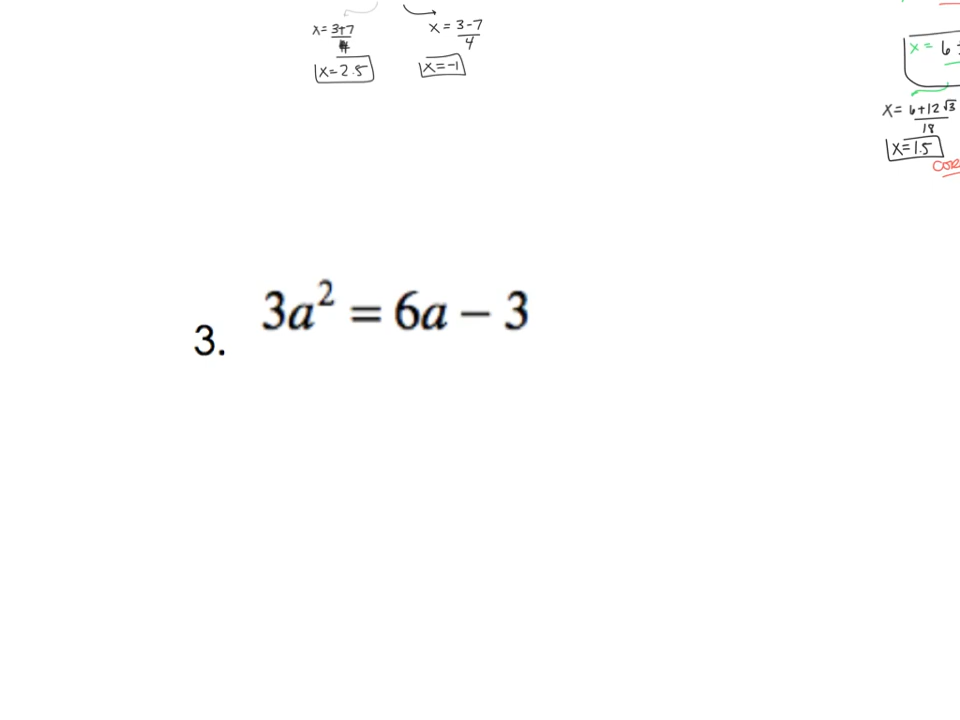 x = 3+7 x = 3-7
4 4
x = 2.5 x = -1
x = 6
x = 6+12√3
18
x = 1.5
3. 3a² = 6a − 3